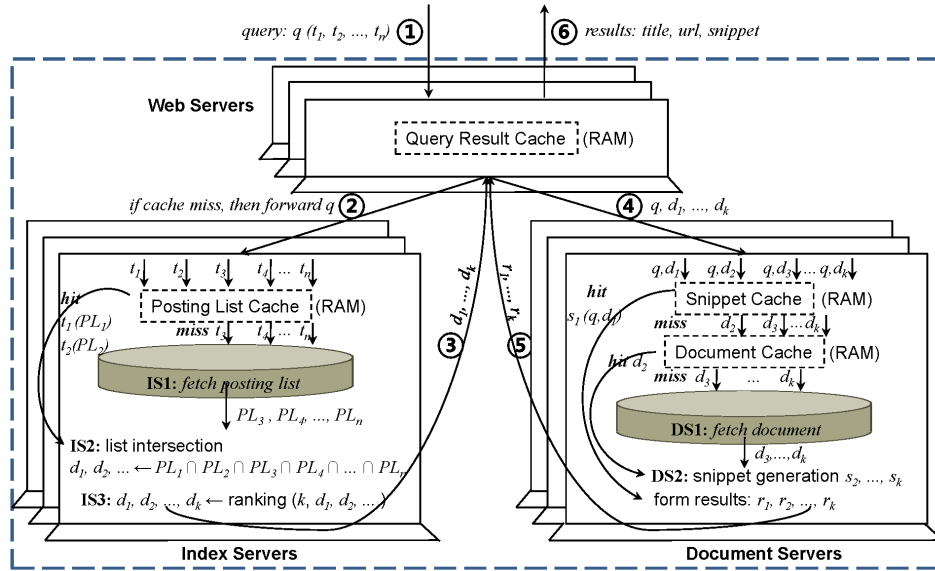 query: q (t1, t2, ..., tn) ① ⑥ results: title, url, snippet
Web Servers
Query Result Cache (RAM)
if cache miss, then forward q ② ④ q, d1, ..., dk
t1 t2 t3 t4 ... tn
Posting List Cache (RAM)
hit
t1 (PL1)
t2(PL2)
miss t3 t4 ... tn
IS1: fetch posting list
PL3 , PL4, ..., PLn
IS2: list intersection
d1, d2, ... ← PL1 ∩ PL2 ∩ PL3 ∩ PL4 ∩ ... ∩ PLn
IS3: d1, d2, ..., dk ← ranking (k, d1, d2, ... )
Index Servers
③ d1, ..., dk
⑤ r1, ..., rk
q,d1 q,d2 q,d3 ... q,dk
hit
s1 (q,d1)
Snippet Cache (RAM)
miss d2 d3 ... dk
Document Cache (RAM)
hit d2
miss d3 ... dk
DS1: fetch document
d3,...,dk
DS2: snippet generation s2, ..., sk
form results: r1, r2, ..., rk
Document Servers